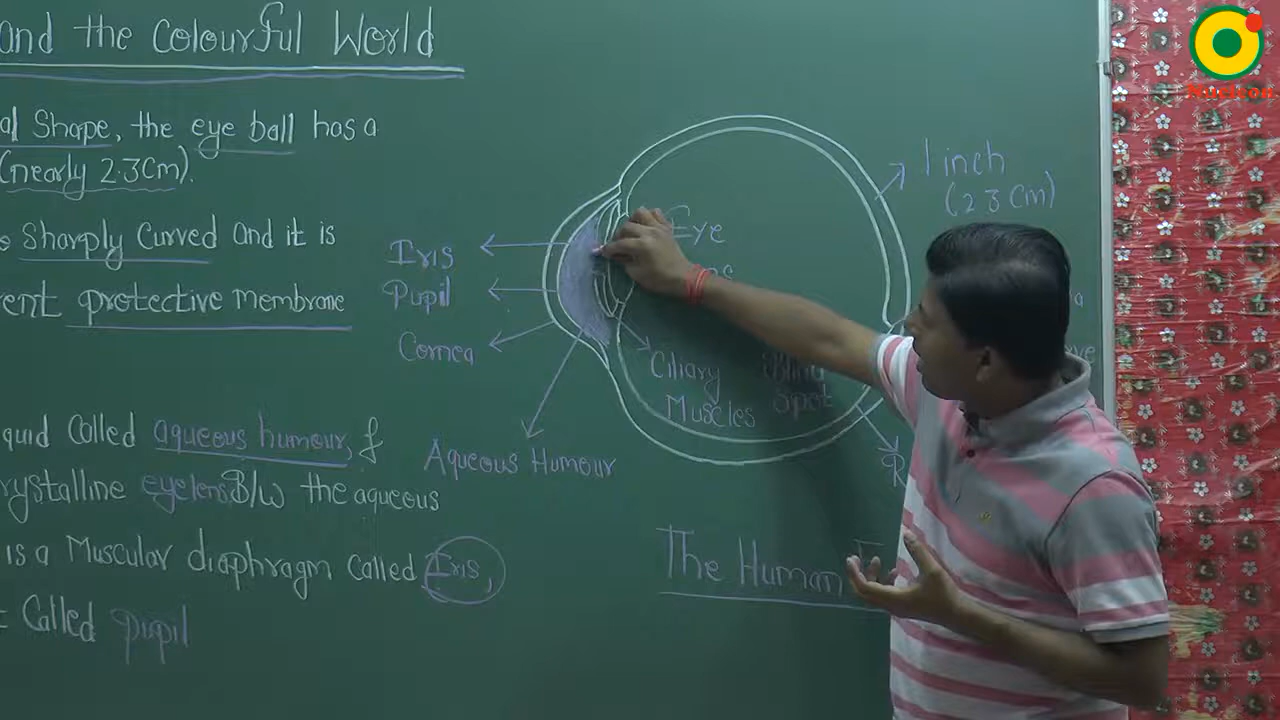 and the Colourful World
al Shape, the eye ball has a
(nearly 2.3cm).
Sharply Curved and it is
rent protective membrane
quid Called aqueous humour, &
rystalline eyelens B/w the aqueous
is a Muscular diaphragm called Iris,
Called pupil
1 inch
(2.3 cm)
Eye
Iris
Pupil
Cornea
Ciliary
Muscles
Spot
Aqueous Humour
The Human